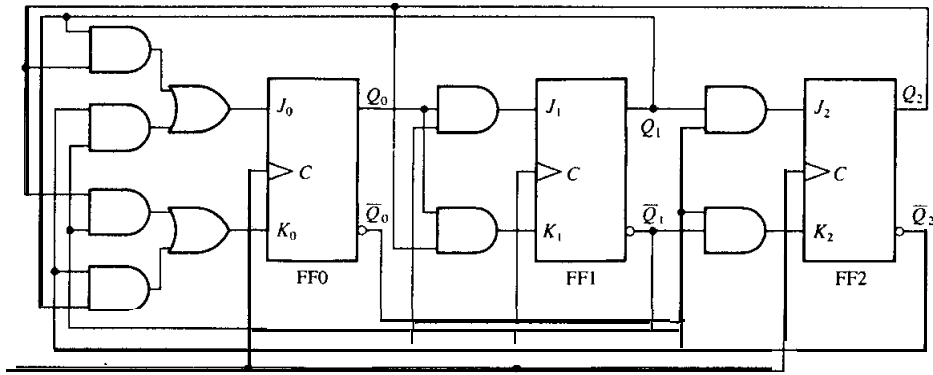 J₀
Q₀
C
K₀
Q̅₀
FF0
J₁
Q₁
C
K₁
Q̅₁
FF1
J₂
Q₂
C
K₂
Q̅₂
FF2